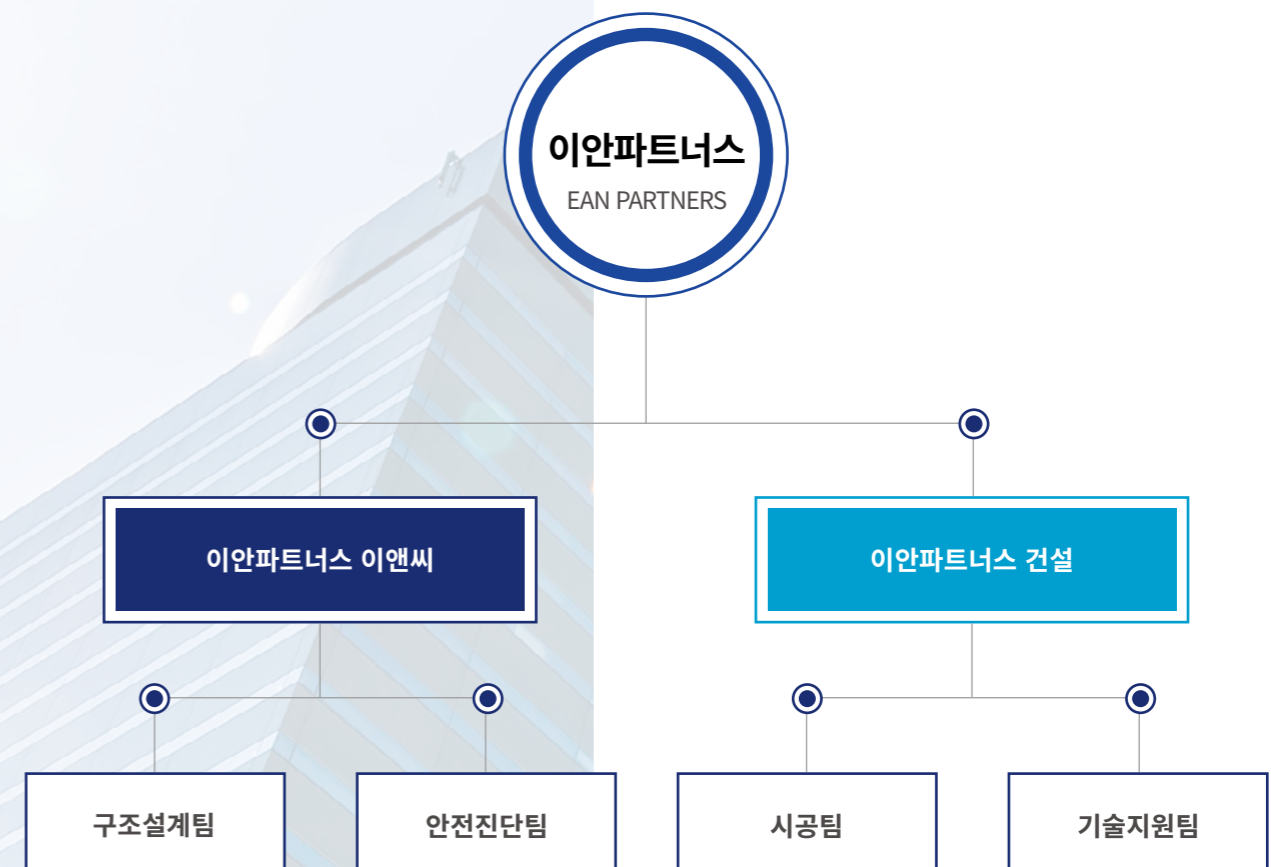 이안파트너스
EAN PARTNERS
이안파트너스 이앤씨
이안파트너스 건설
구조설계팀
안전진단팀
시공팀
기술지원팀